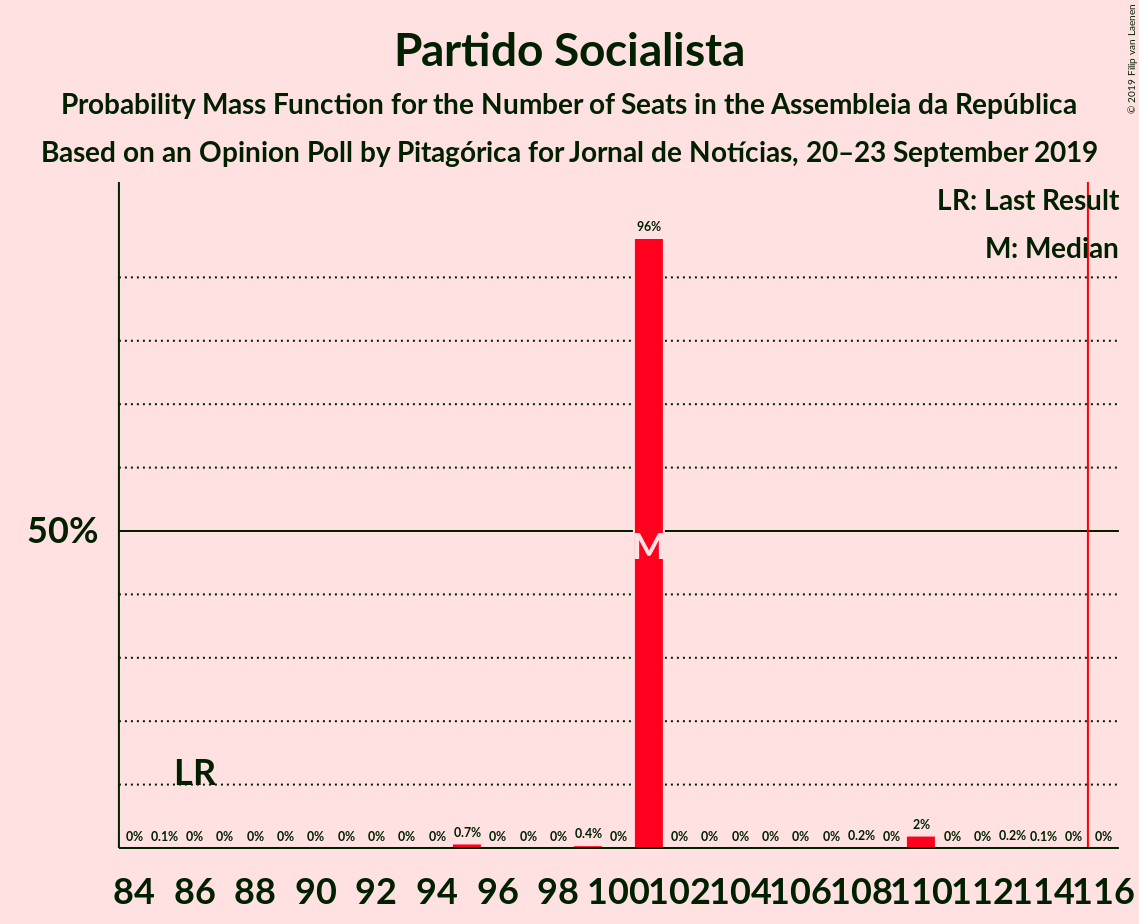 Partido Socialista
Probability Mass Function for the Number of Seats in the Assembleia da República
Based on an Opinion Poll by Pitagórica for Jornal de Notícias, 20–23 September 2019
© 2019 Filip van Laenen
LR: Last Result
M: Median
96%
50%
M
LR
0% 0.1% 0% 0% 0% 0% 0% 0% 0% 0% 0% 0.7% 0% 0% 0% 0.4% 0% 0% 0% 0% 0% 0% 0% 0.2% 0% 2% 0% 0% 0.2% 0.1% 0% 0%
84 86 88 90 92 94 96 98 100 102 104 106 108 110 112 114 116